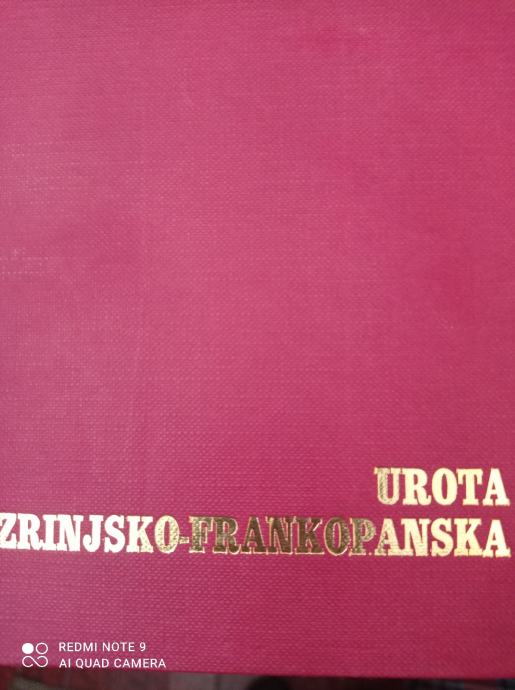 UROTA
ZRINJSKO-FRANKOPANSKA
REDMI NOTE 9
AI QUAD CAMERA